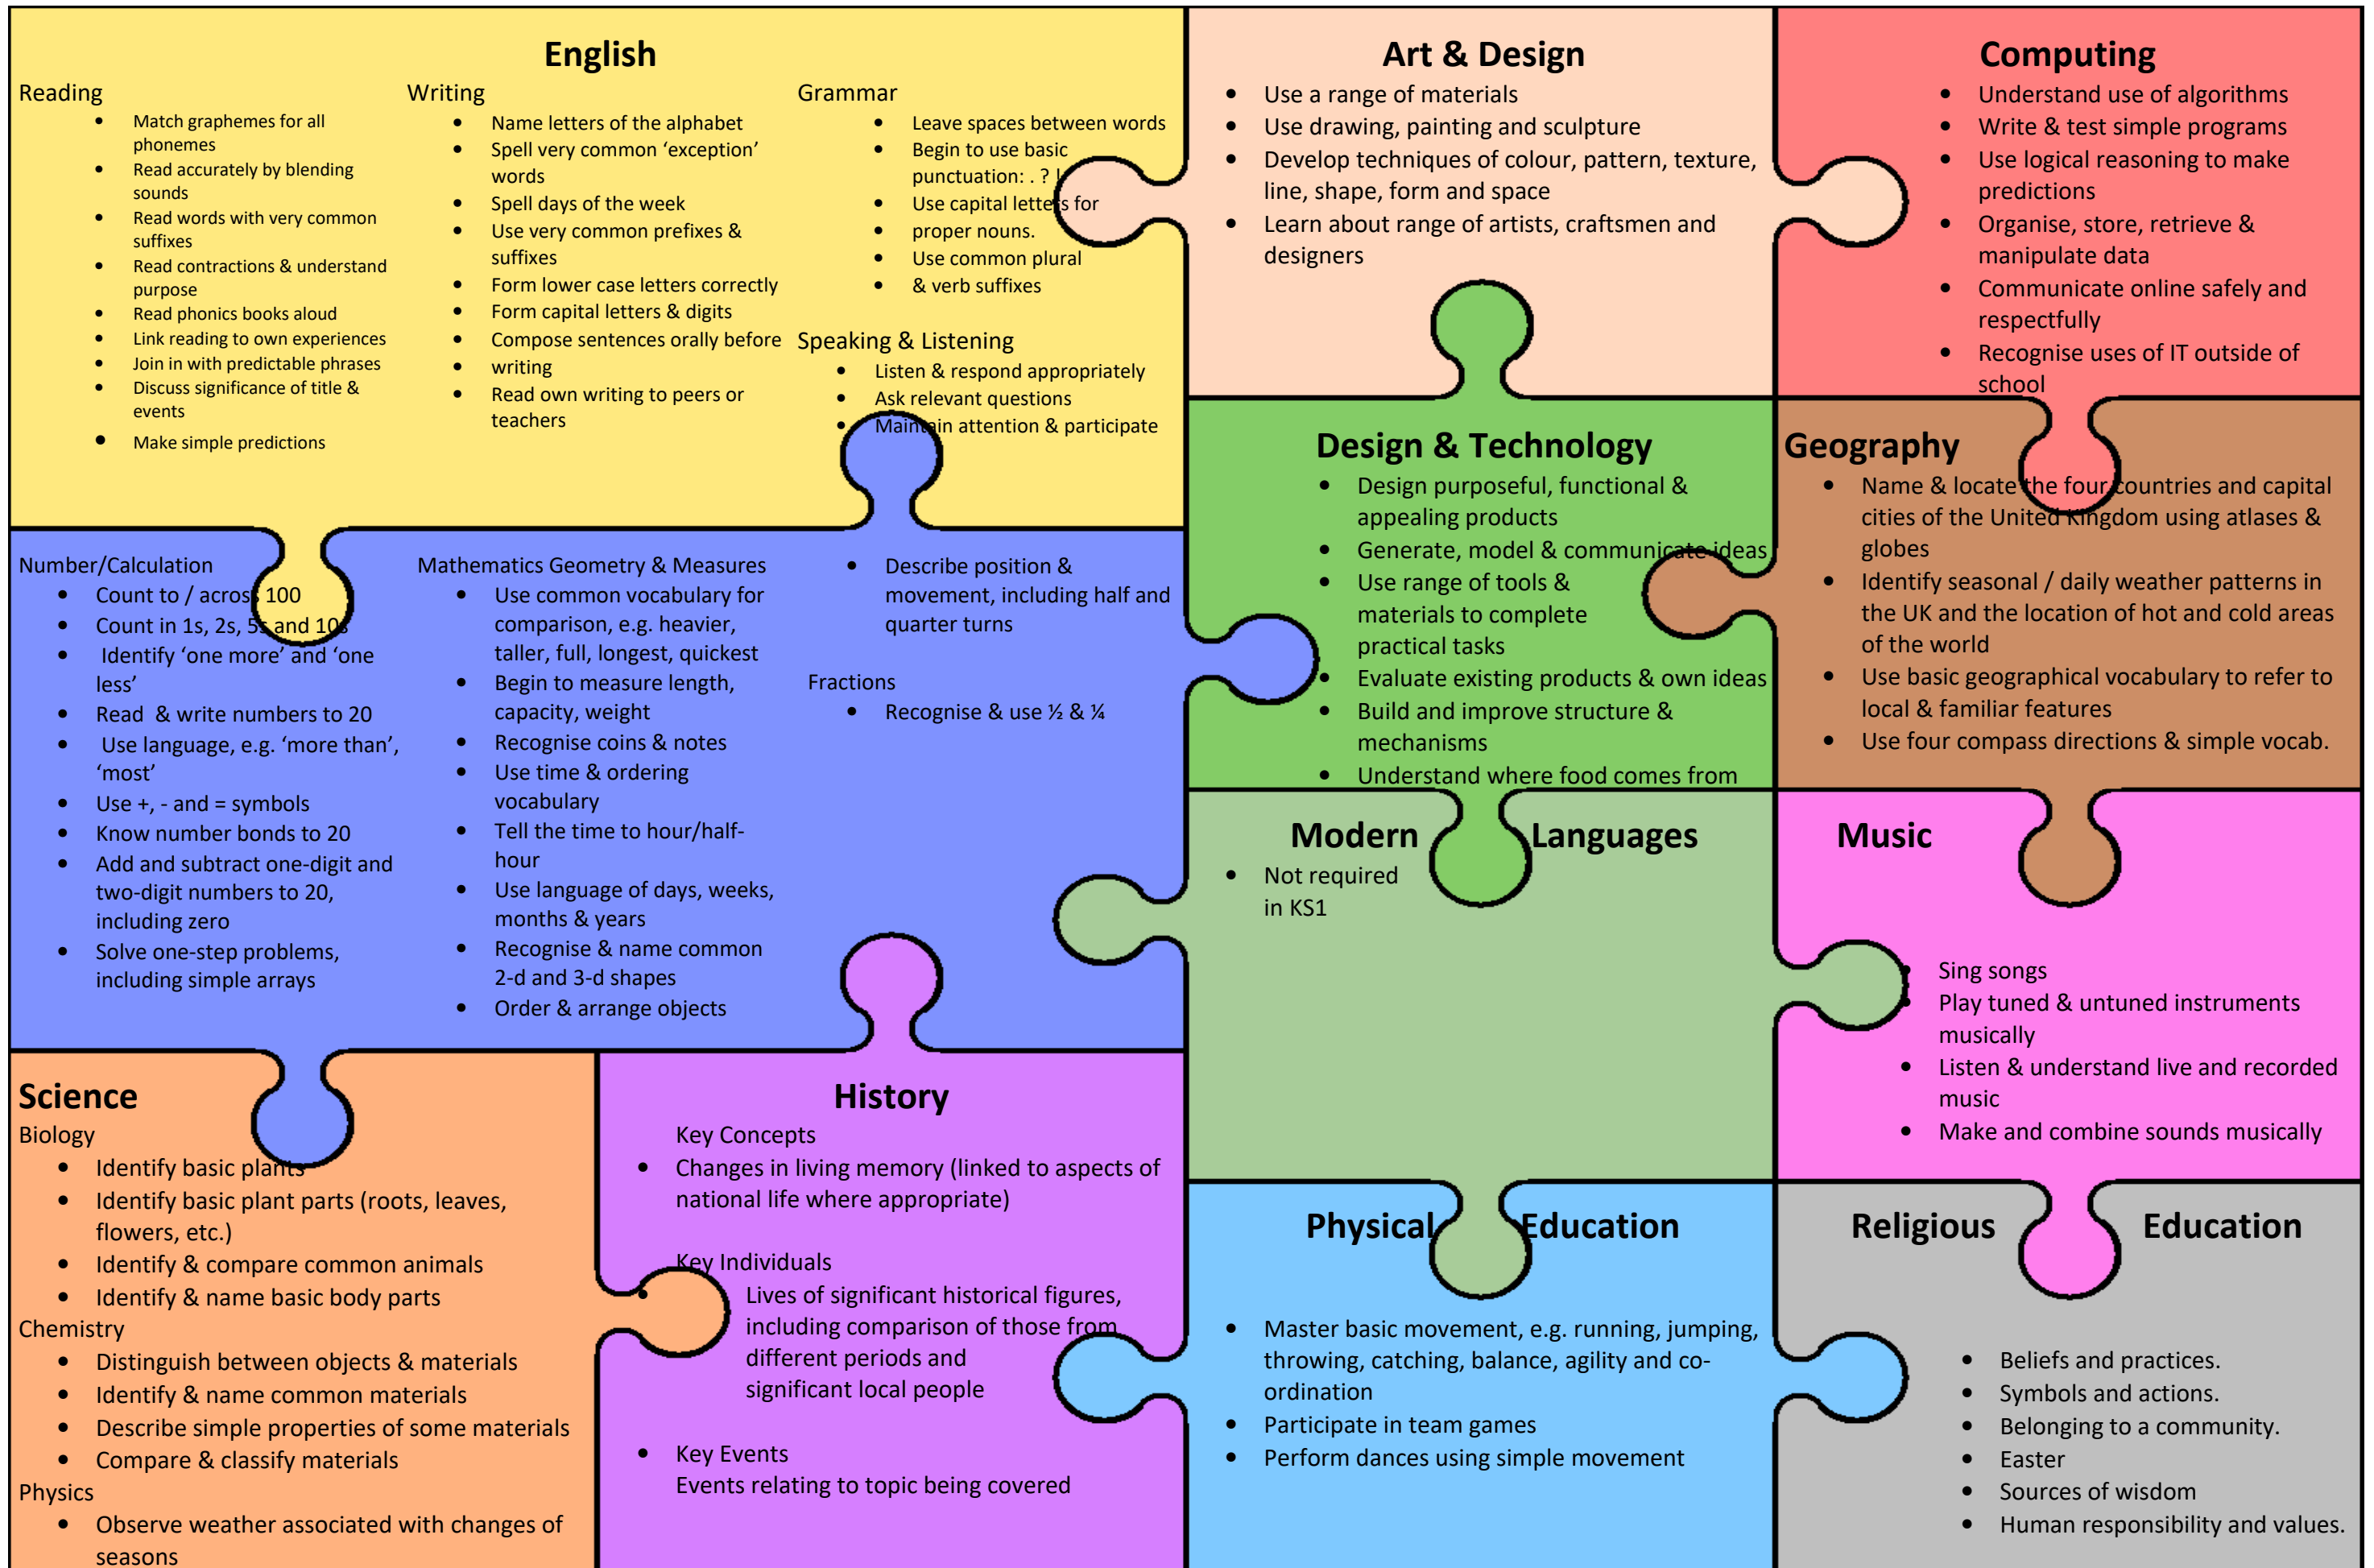 English
Reading
• Match graphemes for all
phonemes
• Read accurately by blending
sounds
• Read words with very common
suffixes
• Read contractions & understand
purpose
• Read phonics books aloud
• Link reading to own experiences
• Join in with predictable phrases
• Discuss significance of title &
events
• Make simple predictions
Writing
• Name letters of the alphabet
• Spell very common ‘exception’
words
• Spell days of the week
• Use very common prefixes &
suffixes
• Form lower case letters correctly
• Form capital letters & digits
• Compose sentences orally before
• writing
• Read own writing to peers or
teachers
Grammar
• Leave spaces between words
• Begin to use basic
punctuation: . ? !
• Use capital letters for
• proper nouns.
• Use common plural
• & verb suffixes
Speaking & Listening
• Listen & respond appropriately
• Ask relevant questions
• Maintain attention & participate
Art & Design
• Use a range of materials
• Use drawing, painting and sculpture
• Develop techniques of colour, pattern, texture,
line, shape, form and space
• Learn about range of artists, craftsmen and
designers
Computing
• Understand use of algorithms
• Write & test simple programs
• Use logical reasoning to make
predictions
• Organise, store, retrieve &
manipulate data
• Communicate online safely and
respectfully
• Recognise uses of IT outside of
school
Number/Calculation
• Count to / across 100
• Count in 1s, 2s, 5s and 10s
• Identify ‘one more’ and ‘one
less’
• Read & write numbers to 20
• Use language, e.g. ‘more than’,
‘most’
• Use +, - and = symbols
• Know number bonds to 20
• Add and subtract one-digit and
two-digit numbers to 20,
including zero
• Solve one-step problems,
including simple arrays
Mathematics Geometry & Measures
• Use common vocabulary for
comparison, e.g. heavier,
taller, full, longest, quickest
• Begin to measure length,
capacity, weight
• Recognise coins & notes
• Use time & ordering
vocabulary
• Tell the time to hour/half-
hour
• Use language of days, weeks,
months & years
• Recognise & name common
2-d and 3-d shapes
• Order & arrange objects
• Describe position &
movement, including half and
quarter turns
Fractions
• Recognise & use ½ & ¼
Design & Technology
• Design purposeful, functional &
appealing products
• Generate, model & communicate ideas
• Use range of tools &
materials to complete
practical tasks
• Evaluate existing products & own ideas
• Build and improve structure &
mechanisms
• Understand where food comes from
Geography
• Name & locate the four countries and capital
cities of the United Kingdom using atlases &
globes
• Identify seasonal / daily weather patterns in
the UK and the location of hot and cold areas
of the world
• Use basic geographical vocabulary to refer to
local & familiar features
• Use four compass directions & simple vocab.
Modern Languages
• Not required
in KS1
Music
• Sing songs
• Play tuned & untuned instruments
musically
• Listen & understand live and recorded
music
• Make and combine sounds musically
Science
Biology
• Identify basic plants
• Identify basic plant parts (roots, leaves,
flowers, etc.)
• Identify & compare common animals
• Identify & name basic body parts
Chemistry
• Distinguish between objects & materials
• Identify & name common materials
• Describe simple properties of some materials
• Compare & classify materials
Physics
• Observe weather associated with changes of
seasons
History
Key Concepts
• Changes in living memory (linked to aspects of
national life where appropriate)
Key Individuals
• Lives of significant historical figures,
including comparison of those from
different periods and
significant local people
• Key Events
Events relating to topic being covered
Physical Education
• Master basic movement, e.g. running, jumping,
throwing, catching, balance, agility and co-
ordination
• Participate in team games
• Perform dances using simple movement
Religious Education
• Beliefs and practices.
• Symbols and actions.
• Belonging to a community.
• Easter
• Sources of wisdom
• Human responsibility and values.